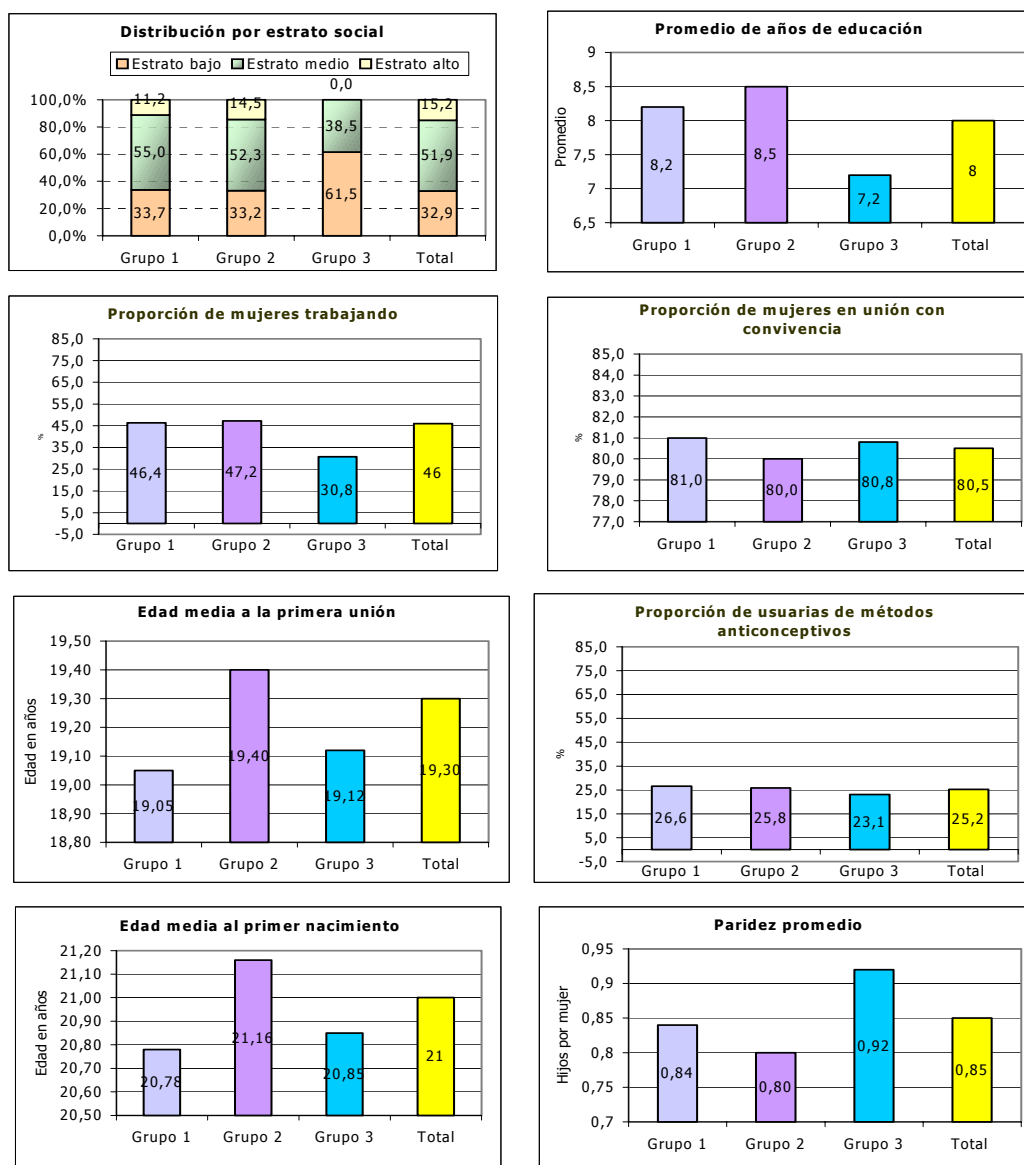 Distribución por estrato social
Estrato bajo Estrato medio Estrato alto
0,0
100,0%
80,0%
60,0%
40,0%
20,0%
0,0%
11,2 14,5 15,2
55,0 52,3 38,5 51,9
33,7 33,2 61,5 32,9
Grupo 1 Grupo 2 Grupo 3 Total
Promedio de años de educación
Promedio
9
8,5
8
7,5
7
6,5
8,2 8,5 7,2 8
Grupo 1 Grupo 2 Grupo 3 Total
Proporción de mujeres trabajando
%
85,0
75,0
65,0
55,0
45,0
35,0
25,0
15,0
5,0
-5,0
46,4 47,2 30,8 46
Grupo 1 Grupo 2 Grupo 3 Total
Proporción de mujeres en unión con
convivencia
%
85,0
84,0
83,0
82,0
81,0
80,0
79,0
78,0
77,0
81,0 80,0 80,8 80,5
Grupo 1 Grupo 2 Grupo 3 Total
Edad media a la primera unión
Edad en años
19,50
19,40
19,30
19,20
19,10
19,00
18,90
18,80
19,05 19,40 19,12 19,30
Grupo 1 Grupo 2 Grupo 3 Total
Proporción de usuarias de métodos
anticonceptivos
%
85,0
75,0
65,0
55,0
45,0
35,0
25,0
15,0
5,0
-5,0
26,6 25,8 23,1 25,2
Grupo 1 Grupo 2 Grupo 3 Total
Edad media al primer nacimiento
Edad en años
21,20
21,10
21,00
20,90
20,80
20,70
20,60
20,50
20,78 21,16 20,85 21
Grupo 1 Grupo 2 Grupo 3 Total
Paridez promedio
Hijos por mujer
0,95
0,9
0,85
0,8
0,75
0,7
0,84 0,80 0,92 0,85
Grupo 1 Grupo 2 Grupo 3 Total